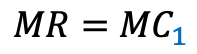 MR = MC₁